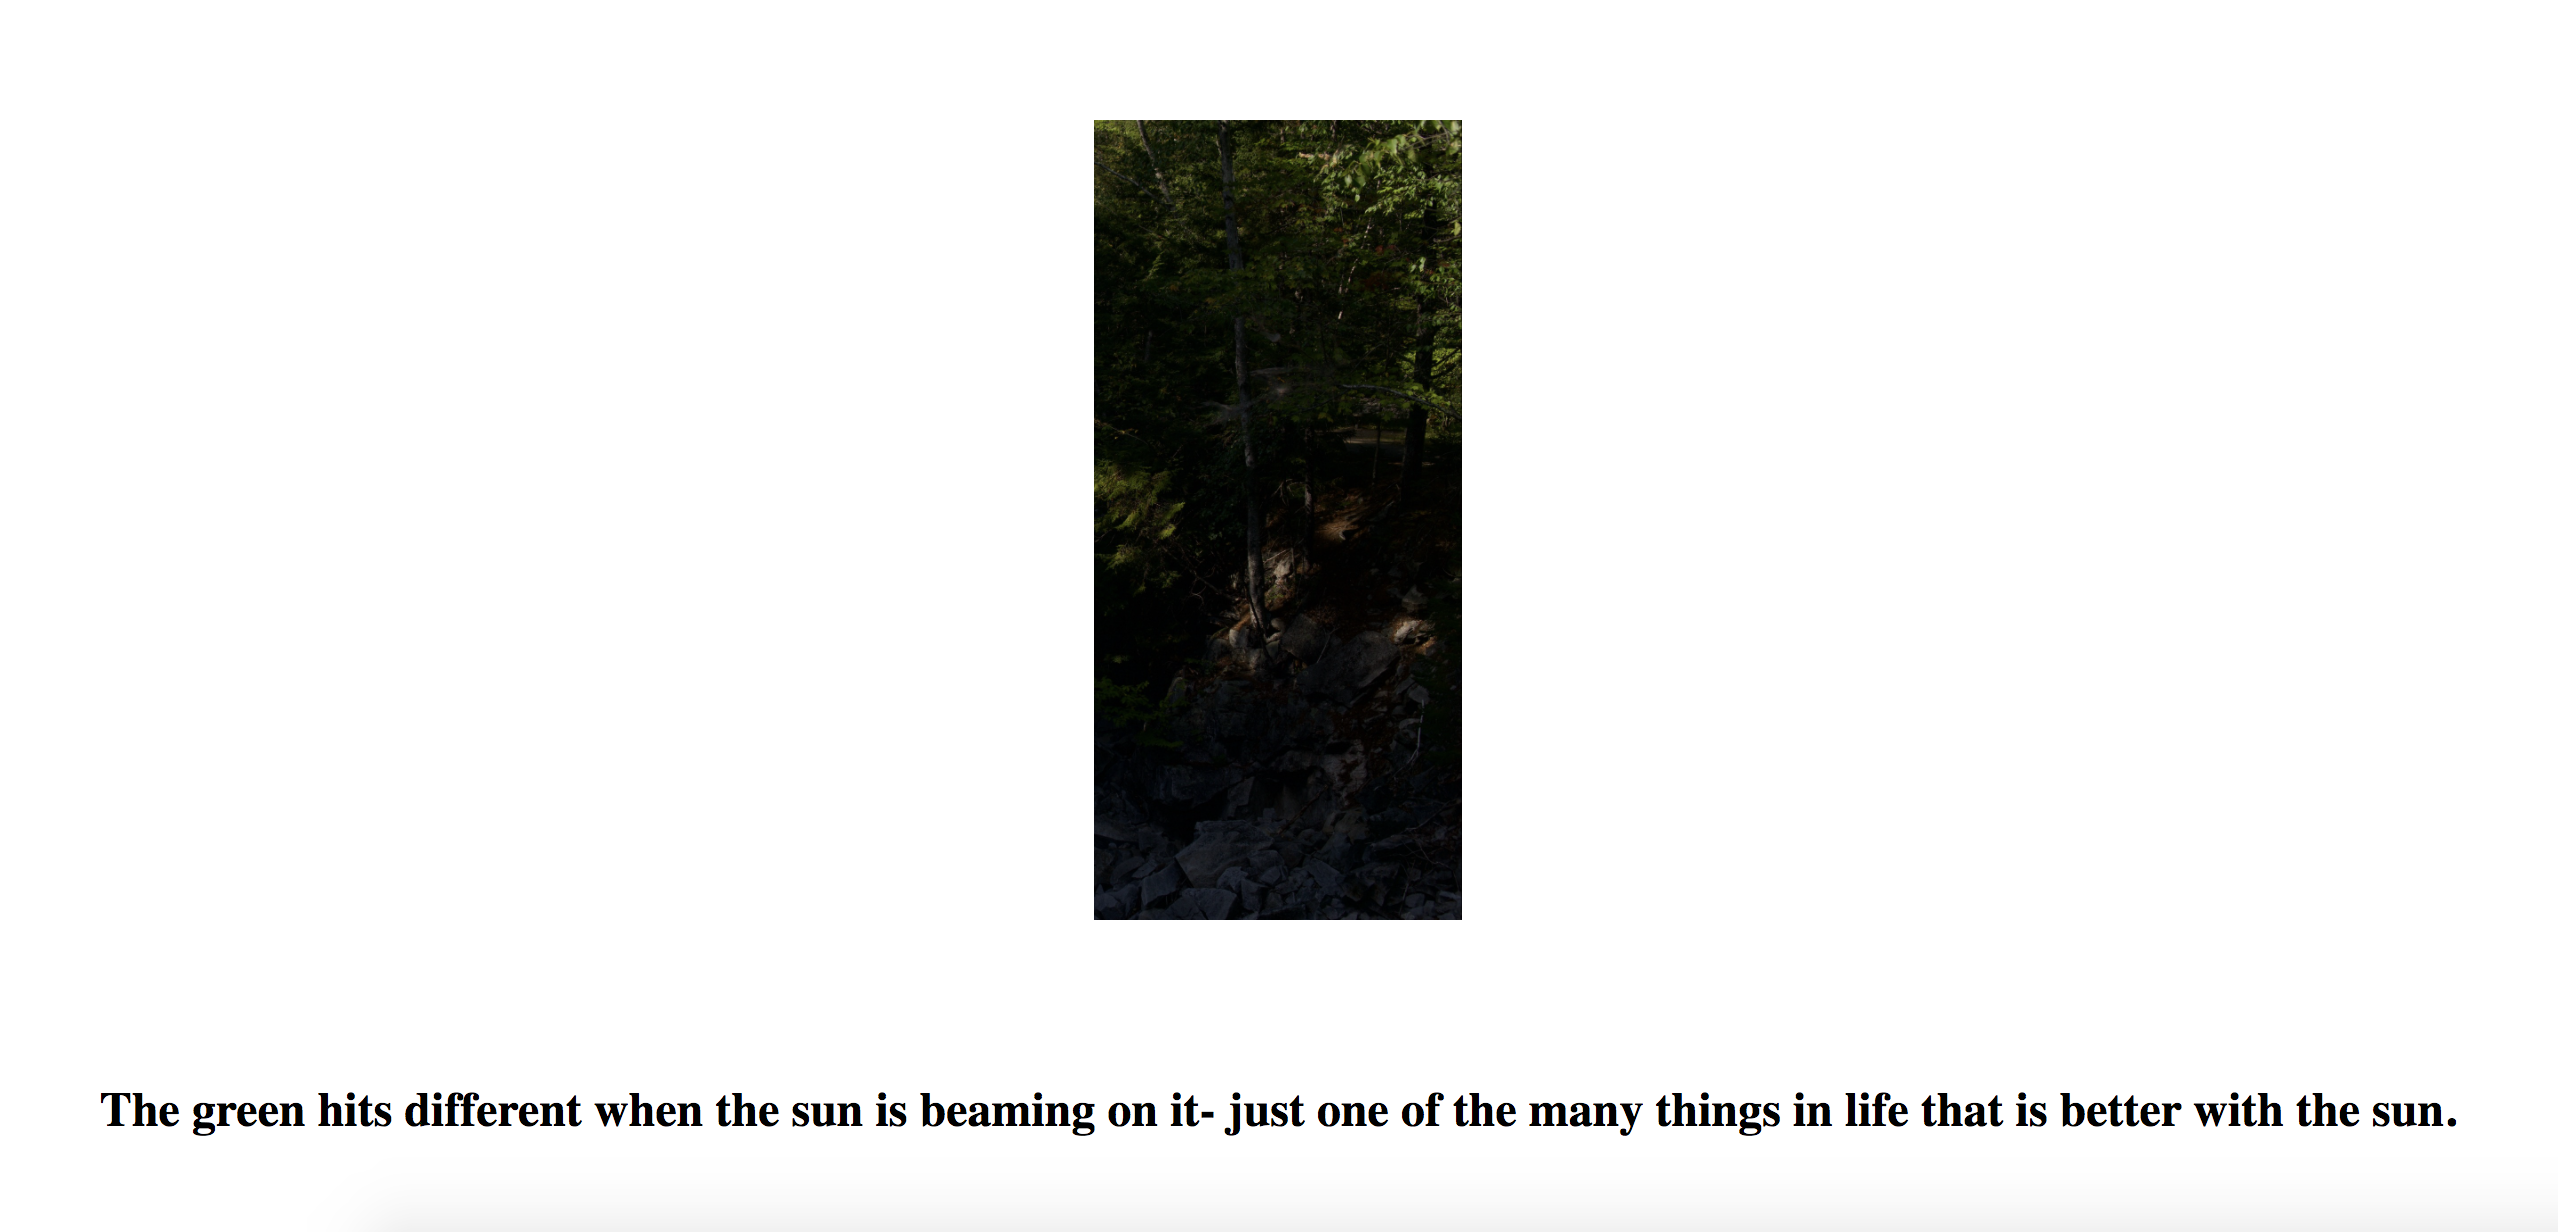 The green hits different when the sun is beaming on it- just one of the many things in life that is better with the sun.